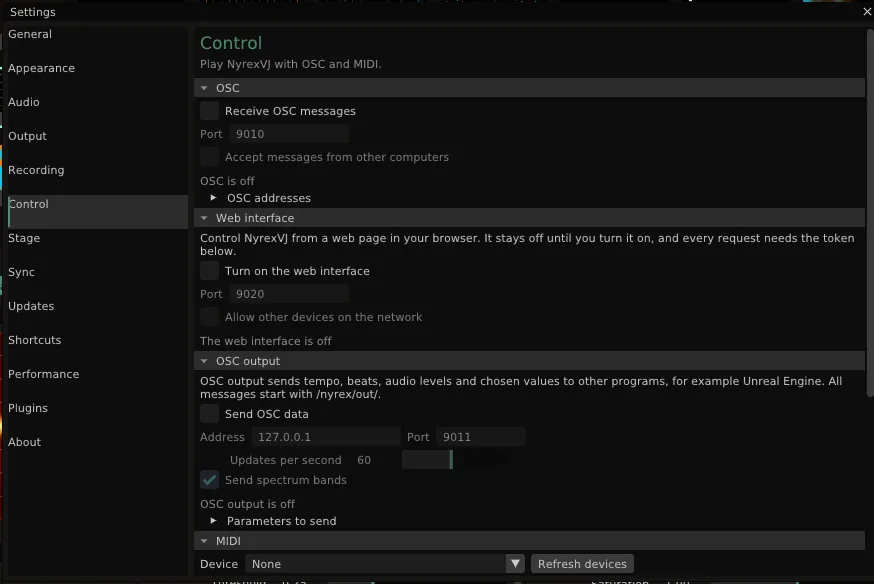 Settings
General
Appearance
Audio
Output
Recording
Control
Stage
Sync
Updates
Shortcuts
Performance
Plugins
About
Control
Play NyrexVJ with OSC and MIDI.
OSC
Receive OSC messages
Port 9010
Accept messages from other computers
OSC is off
OSC addresses
Web interface
Control NyrexVJ from a web page in your browser. It stays off until you turn it on, and every request needs the token
below.
Turn on the web interface
Port 9020
Allow other devices on the network
The web interface is off
OSC output
OSC output sends tempo, beats, audio levels and chosen values to other programs, for example Unreal Engine. All
messages start with /nyrex/out/.
Send OSC data
Address 127.0.0.1 Port 9011
Updates per second 60
Send spectrum bands
OSC output is off
Parameters to send
MIDI
Device None Refresh devices